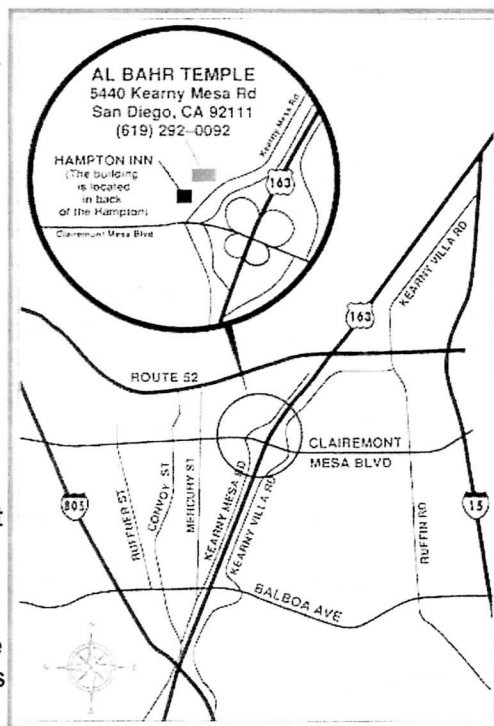 AL BAHR TEMPLE
5440 Kearny Mesa Rd
San Diego, CA 92111
(619) 292-0092
Kearny Mesa Rd
HAMPTON INN
(The building
is located
in back
of the Hampton)
163
Clairemont Mesa Blvd
KEARNY VILLA RD
163
ROUTE 52
CLAIREMONT
MESA BLVD
805
RUFFNER ST
CONVOY ST
MERCURY ST
KEARNY MESA RD
KEARNY VILLA RD
RUFFIN RD
15
BALBOA AVE